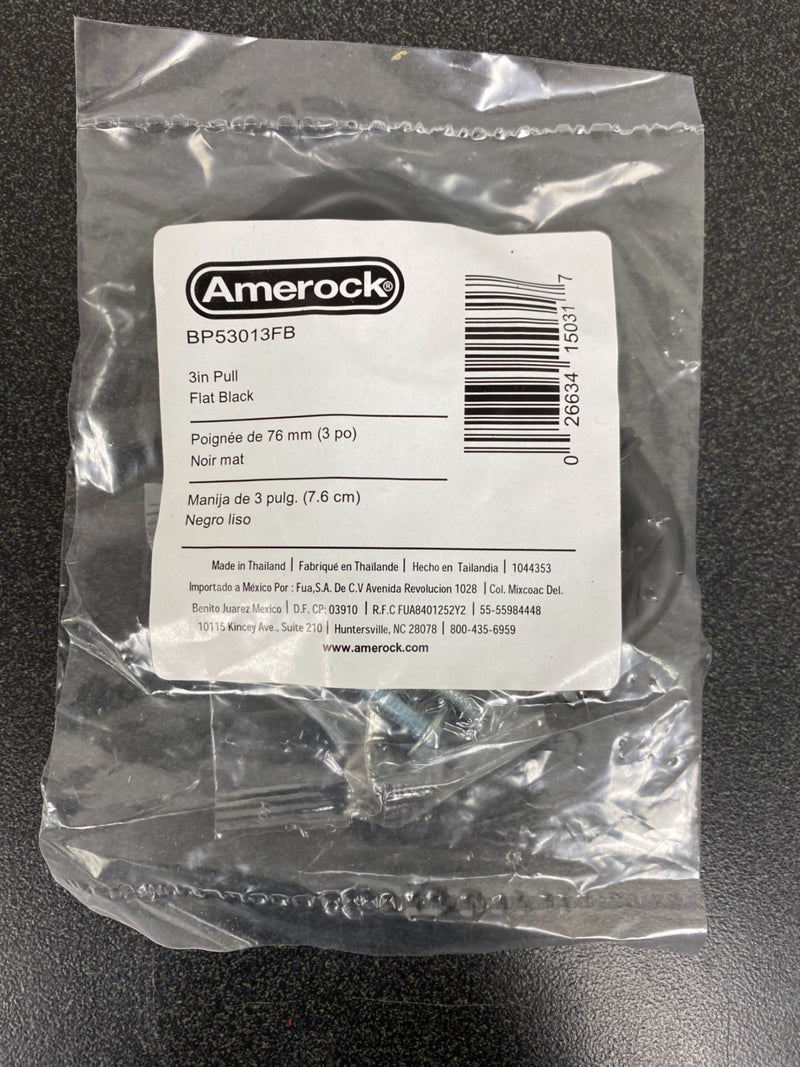 Amerock®
BP53013FB
3in Pull
Flat Black
Poignée de 76 mm (3 po)
Noir mat
Manija de 3 pulg. (7.6 cm)
Negro liso
0 26634 15031 7
Made in Thailand | Fabriqué en Thaïlande | Hecho en Tailandia | 1044353
Importado a México Por : Fua,S.A. De C.V Avenida Revolucion 1028 | Col. Mixcoac Del.
Benito Juarez Mexico | D.F. CP: 03910 | R.F.C FUA8401252Y2 | 55-55984448
10115 Kincey Ave., Suite 210 | Huntersville, NC 28078 | 800-435-6959
www.amerock.com